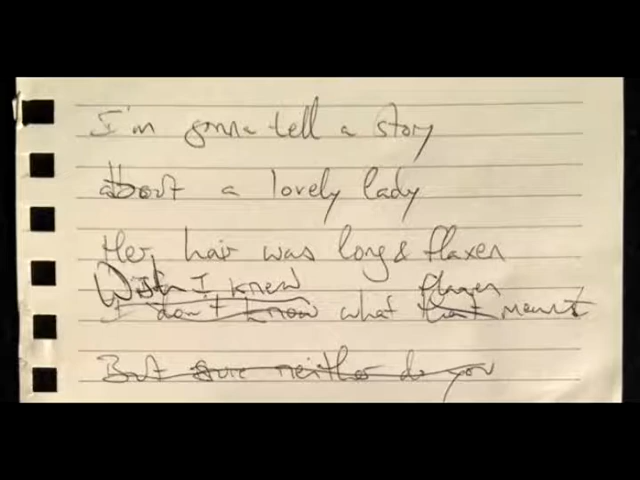 I'm gonna tell a story
about a lovely lady
Her hair was long & flaxen
Wish I knew flaxen
I don't know what that meant
But sure neither do you